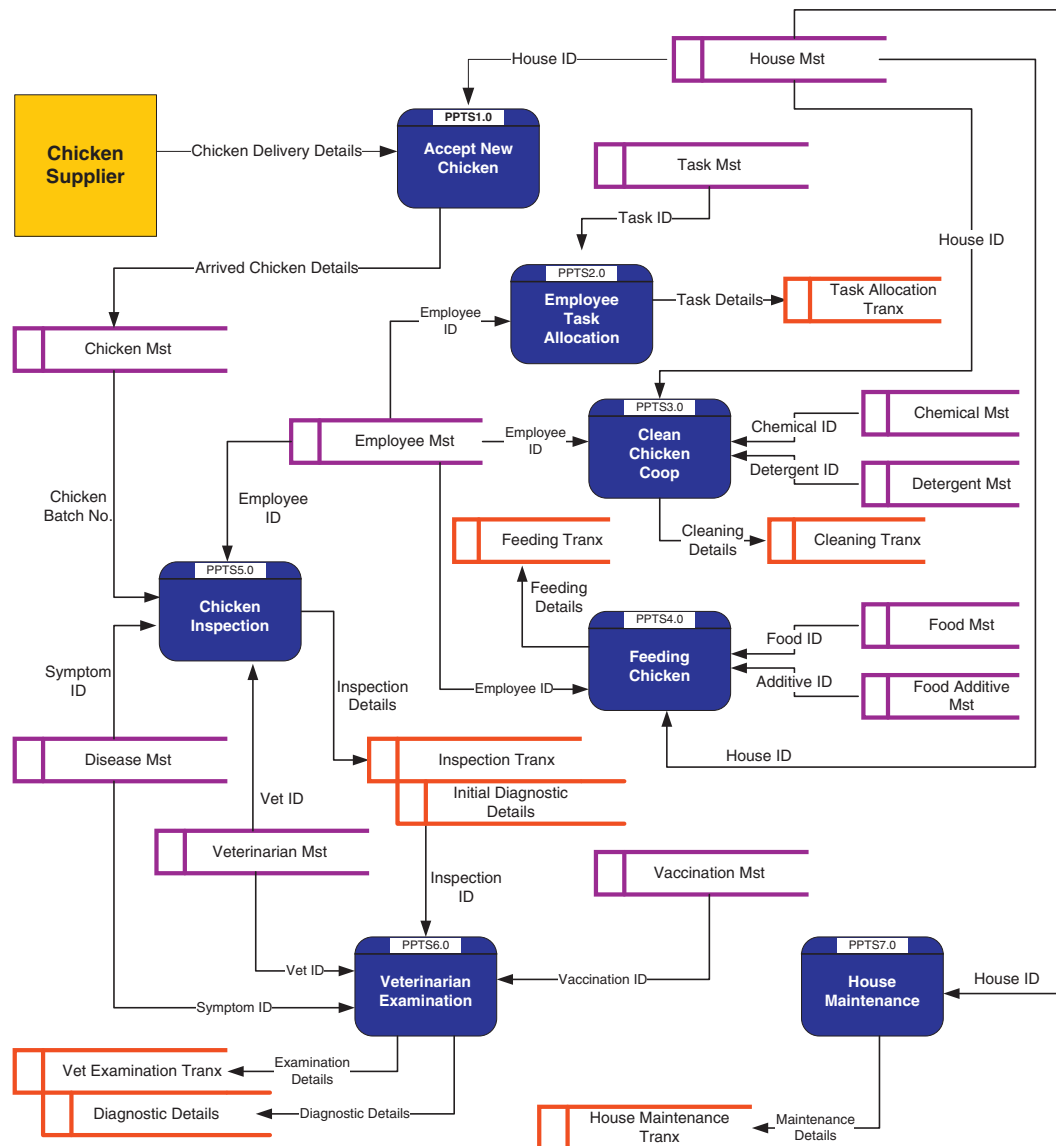 House ID
House Mst
PPTS1.0
Accept New
Chicken
Chicken
Supplier
Chicken Delivery Details
Task Mst
Task ID
House ID
Arrived Chicken Details
PPTS2.0
Employee
Task
Allocation
Task Details
Task Allocation
Tranx
Employee
ID
Chicken Mst
PPTS3.0
Clean
Chicken
Coop
Chemical ID
Chemical Mst
Employee Mst
Employee
ID
Detergent ID
Detergent Mst
Chicken
Batch No.
Employee
ID
Feeding Tranx
Cleaning
Details
Cleaning Tranx
PPTS5.0
Chicken
Inspection
Feeding
Details
PPTS4.0
Feeding
Chicken
Food ID
Food Mst
Symptom
ID
Inspection
Details
Employee ID
Additive ID
Food Additive
Mst
Disease Mst
Inspection Tranx
House ID
Initial Diagnostic
Details
Vet ID
Veterinarian Mst
Inspection
ID
Vaccination Mst
PPTS6.0
Veterinarian
Examination
Vet ID
Vaccination ID
Symptom ID
PPTS7.0
House
Maintenance
House ID
Vet Examination Tranx
Examination
Details
Diagnostic Details
Diagnostic Details
House Maintenance
Tranx
Maintenance
Details